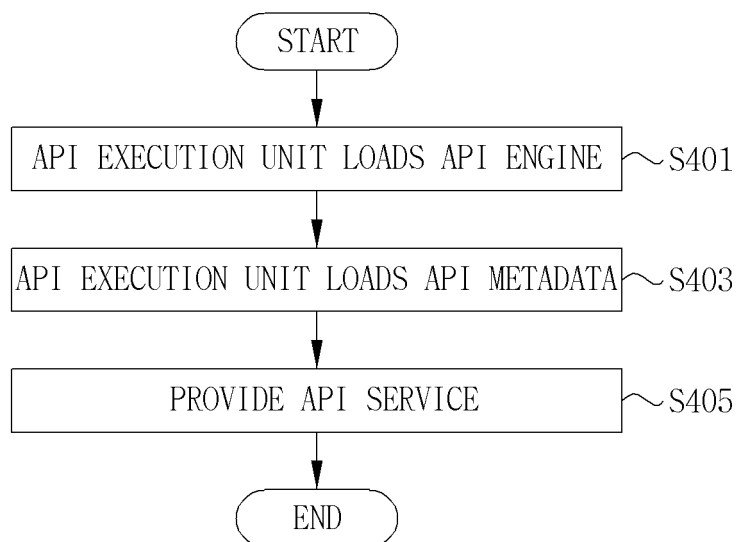 START
API EXECUTION UNIT LOADS API ENGINE
S401
API EXECUTION UNIT LOADS API METADATA
S403
PROVIDE API SERVICE
S405
END